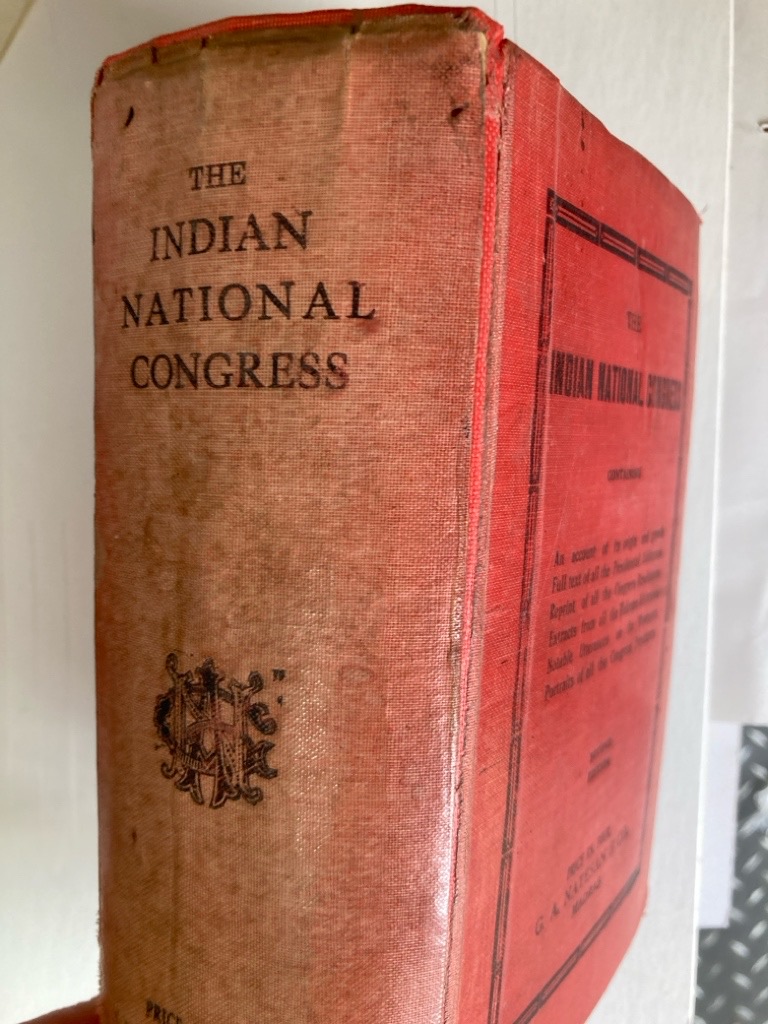 THE
INDIAN
NATIONAL
CONGRESS
PRICE
THE
INDIAN NATIONAL CONGRESS
CONTAINING
An account of its origin and growth
Full text of all the Presidential Addresses
Reprint of all the Congress Resolutions
Extracts from all the Welcome Addresses
Notable Utterances on the Movement
Portraits of all the Congress Presidents
G. A. NATESAN & CO.,
MADRAS